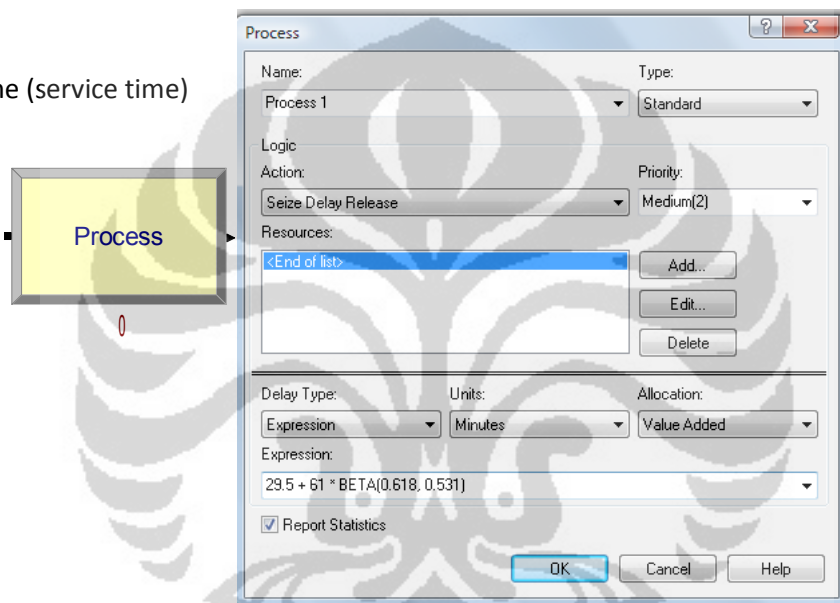 Process
ne (service time)
Name:
Type:
Process 1
Standard
Logic
Action:
Priority:
Seize Delay Release
Medium(2)
Resources:
<End of list>
Add...
Edit...
Delete
Process
0
Delay Type:
Units:
Allocation:
Expression
Minutes
Value Added
Expression:
29.5 + 61 * BETA(0.618, 0.531)
Report Statistics
OK
Cancel
Help